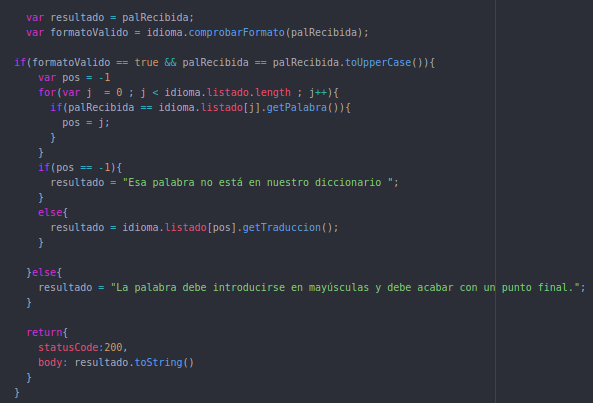 var resultado = palRecibida;
var formatoValido = idioma.comprobarFormato(palRecibida);
if(formatoValido == true && palRecibida == palRecibida.toUpperCase()){
var pos = -1
for(var j  = 0 ; j < idioma.listado.length ; j++){
if(palRecibida == idioma.listado[j].getPalabra()){
pos = j;
}
}
if(pos == -1){
resultado = "Esa palabra no está en nuestro diccionario ";
}
else{
resultado = idioma.listado[pos].getTraduccion();
}
}else{
resultado = "La palabra debe introducirse en mayúsculas y debe acabar con un punto final.";
}
return{
statusCode:200,
body: resultado.toString()
}
}